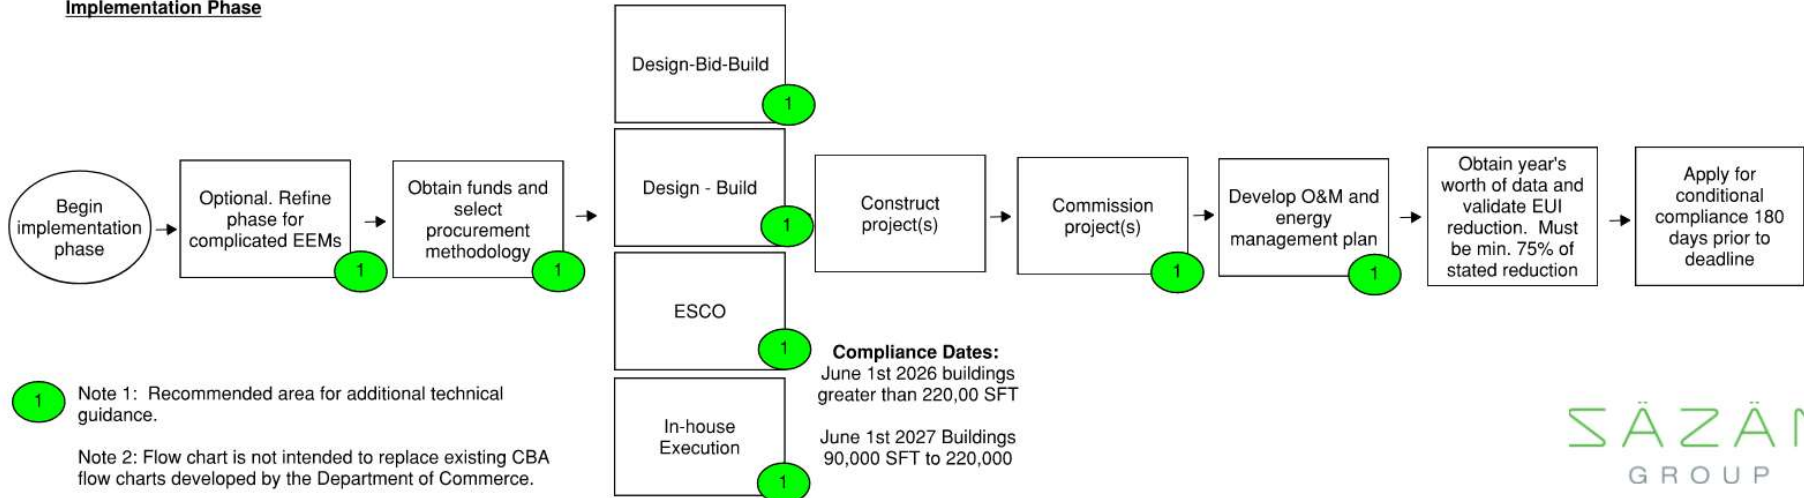 Implementation Phase
Begin
implementation
phase
Optional. Refine
phase for
complicated EEMs
1
Obtain funds and
select
procurement
methodology
1
Design-Bid-Build
1
Design - Build
1
ESCO
1
In-house
Execution
1
Construct
project(s)
Commission
project(s)
1
Develop O&M and
energy
management plan
1
Obtain year's
worth of data and
validate EUI
reduction. Must
be min. 75% of
stated reduction
Apply for
conditional
compliance 180
days prior to
deadline
Compliance Dates:
June 1st 2026 buildings
greater than 220,00 SFT
June 1st 2027 Buildings
90,000 SFT to 220,000
1
Note 1: Recommended area for additional technical
guidance.
Note 2: Flow chart is not intended to replace existing CBA
flow charts developed by the Department of Commerce.
SÄZÄN
GROUP